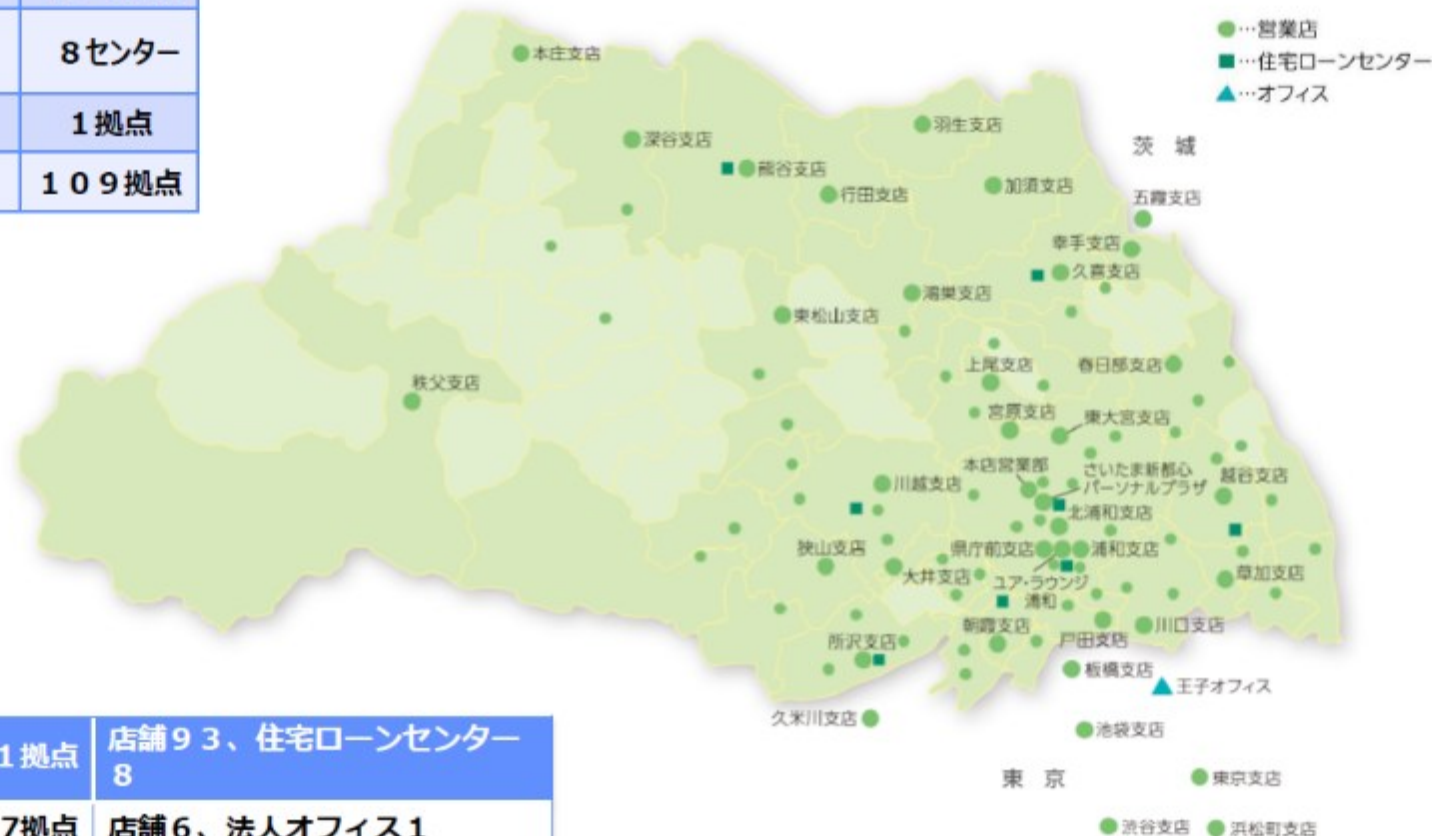 8センター
1拠点
109拠点
●…営業店
■…住宅ローンセンター
▲…オフィス
本庄支店
深谷支店
熊谷支店
行田支店
羽生支店
加須支店
茨 城
五霞支店
幸手支店
久喜支店
鴻巣支店
東松山支店
秩父支店
上尾支店
春日部支店
宮原支店
東大宮支店
本店営業部
さいたま新都心
パーソナルプラザ
越谷支店
川越支店
北浦和支店
狭山支店
県庁前支店
浦和支店
大井支店
ユア・ラウンジ
浦和
草加支店
朝霞支店
戸田支店
川口支店
所沢支店
板橋支店
王子オフィス
久米川支店
池袋支店
東 京
東京支店
渋谷支店
浜松町支店
1拠点
店舗93、住宅ローンセンター
8
7拠点
店舗6、法人オフィス1